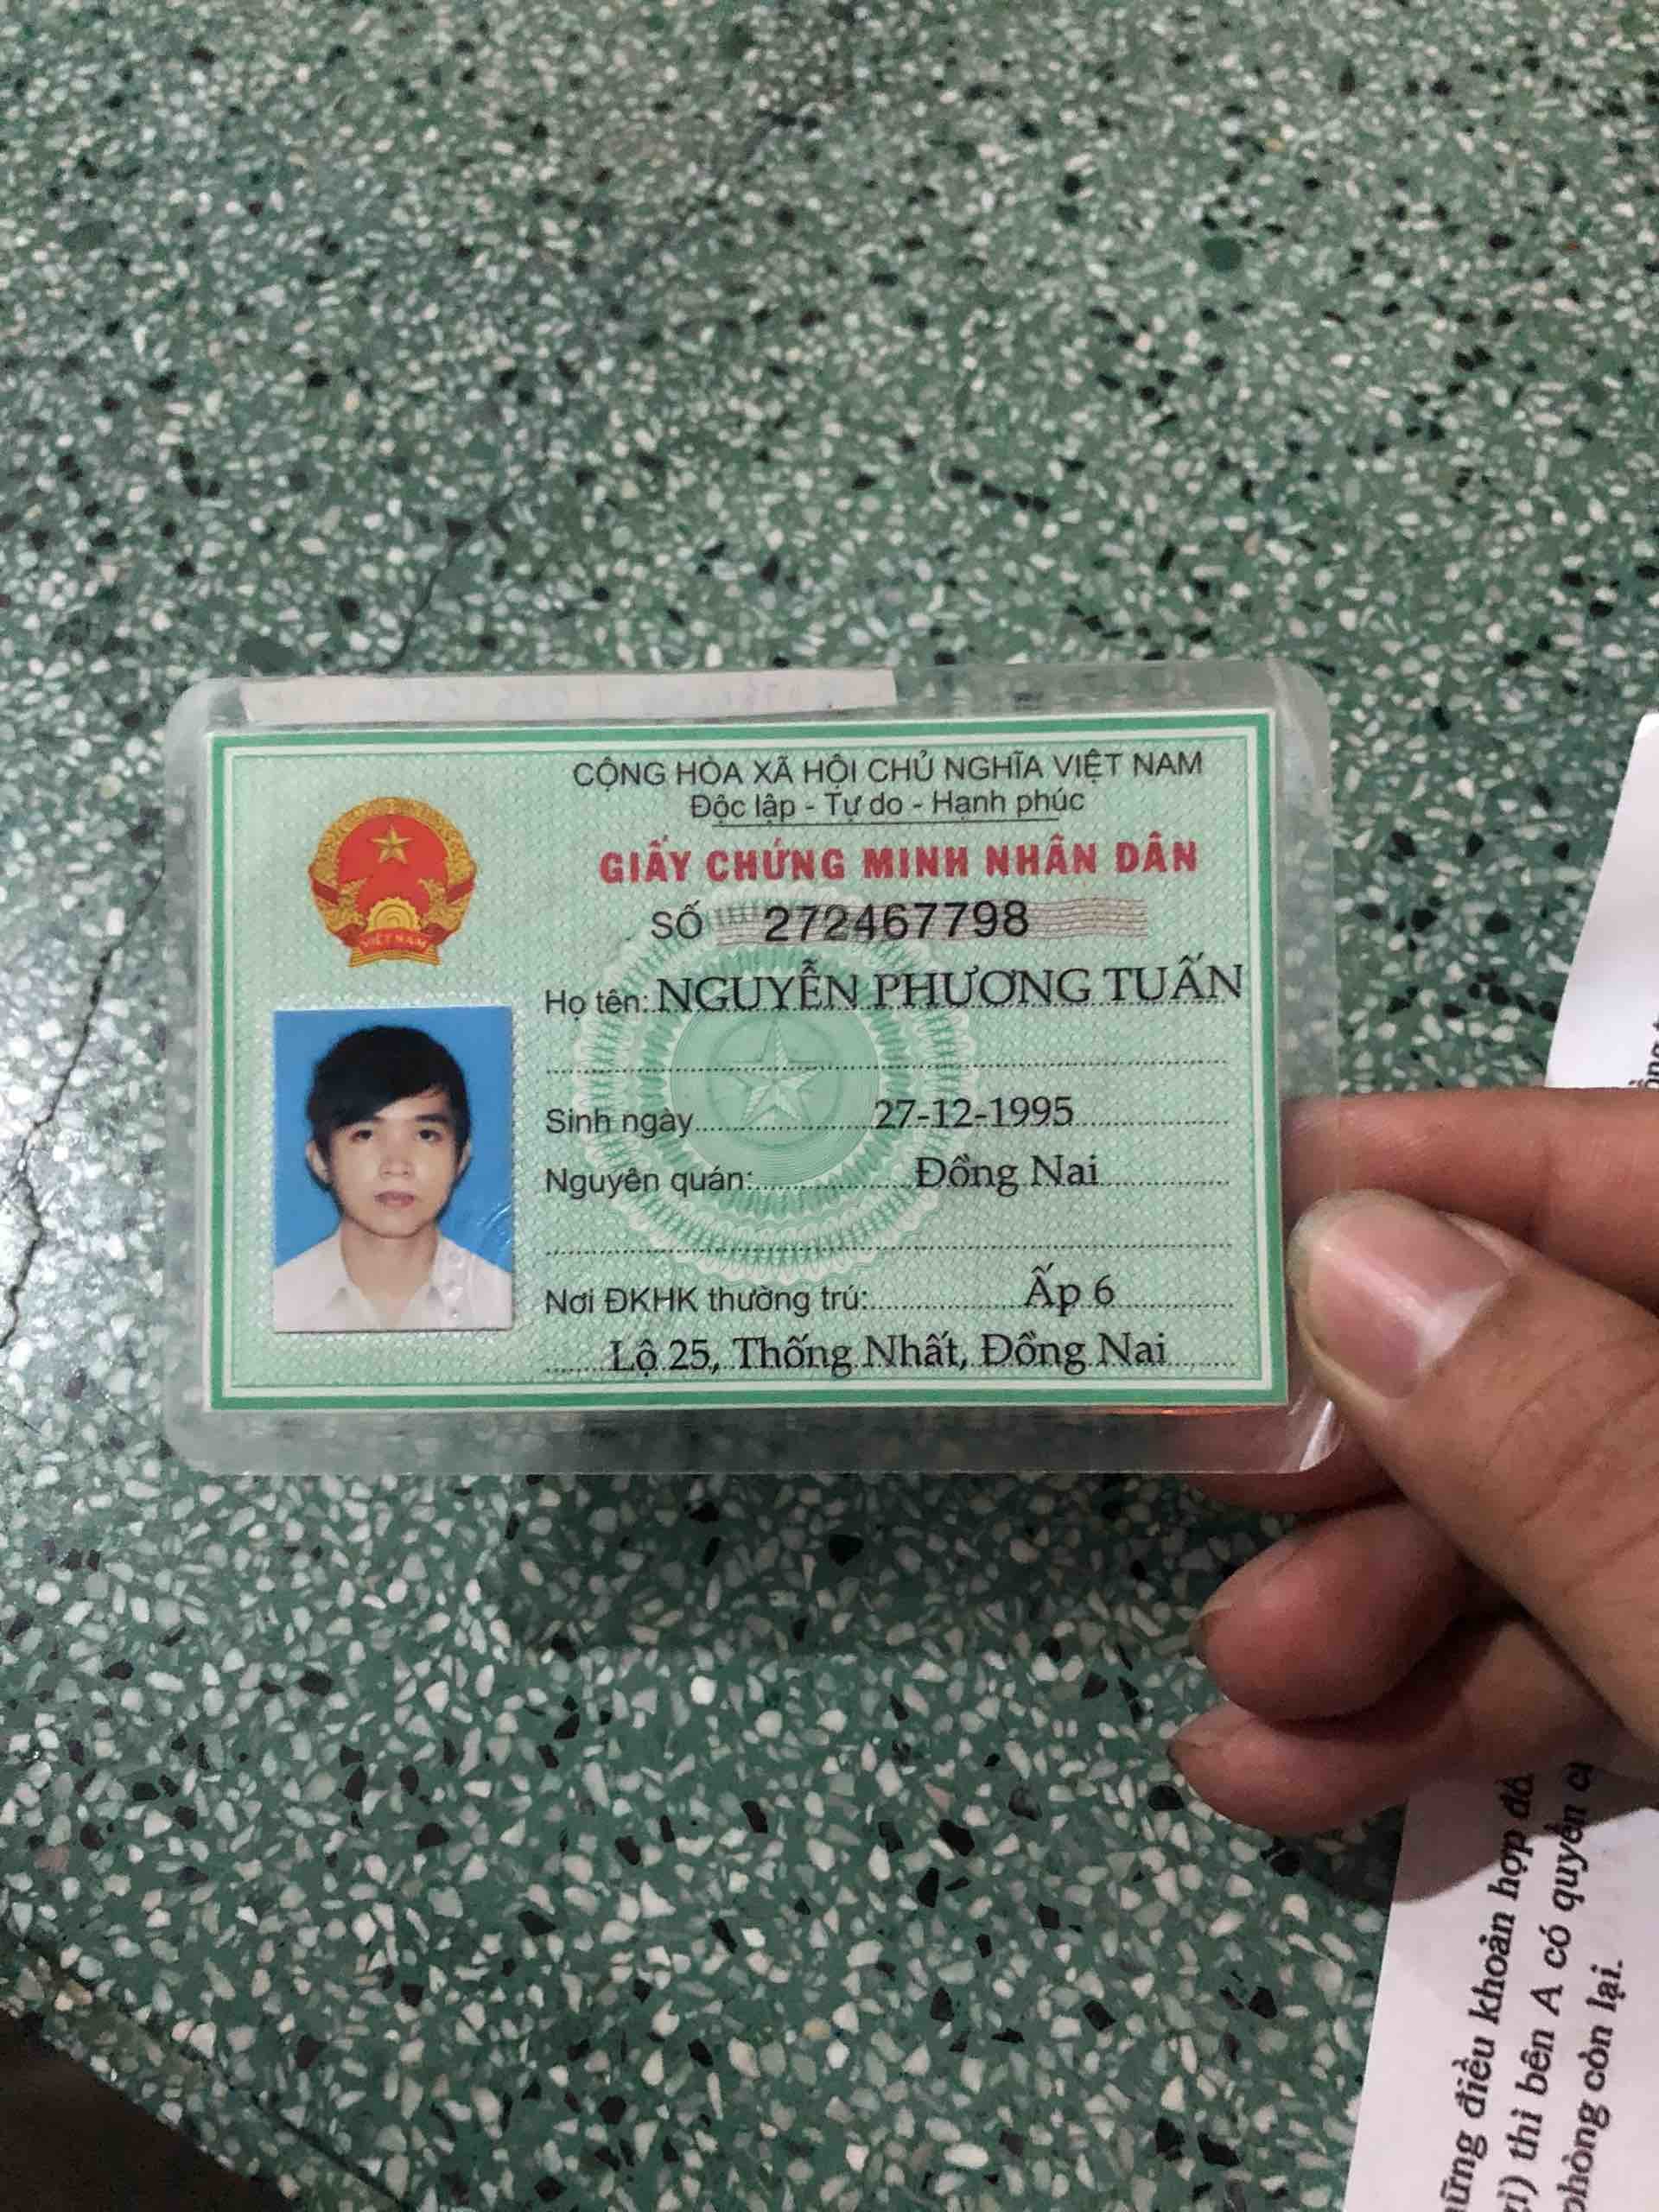 CỘNG HÒA XÃ HỘI CHỦ NGHĨA VIỆT NAM
Độc lập - Tự do - Hạnh phúc
GIẤY CHỨNG MINH NHÂN DÂN
SỐ 272467798
Họ tên: NGUYỄN PHƯƠNG TUẤN
Sinh ngày 27-12-1995
Nguyên quán: Đồng Nai
Nơi ĐKHK thường trú: Ấp 6
Lộ 25, Thống Nhất, Đồng Nai
VIỆT NAM
điều khoản hợp
thì bên A có quyền
phòng còn lại.